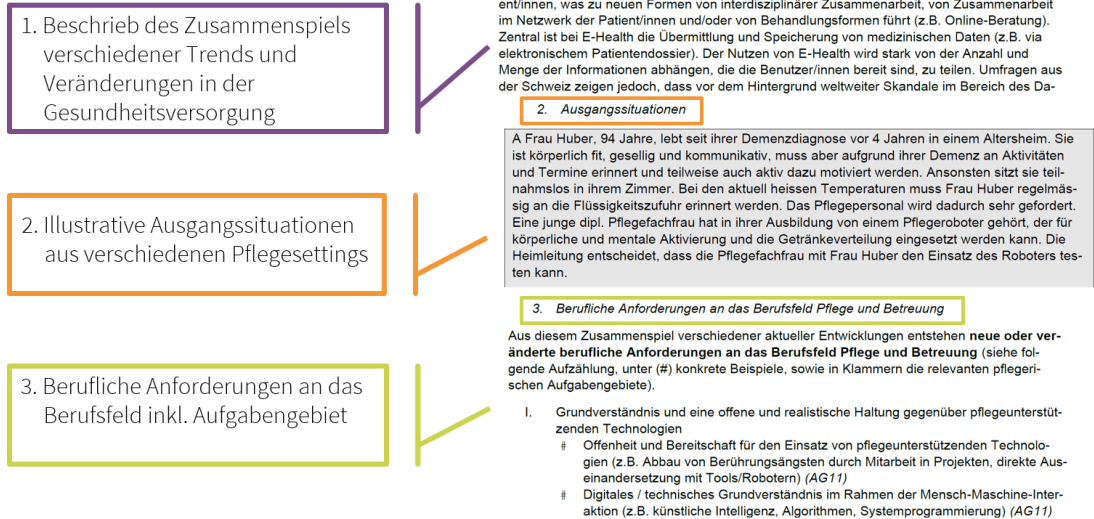 1. Beschrieb des Zusammenspiels
verschiedener Trends und
Veränderungen in der
Gesundheitsversorgung
2. Illustrative Ausgangssituationen
aus verschiedenen Pflegesettings
3. Berufliche Anforderungen an das
Berufsfeld inkl. Aufgabengebiet
ent/innen, was zu neuen Formen von interdisziplinärer Zusammenarbeit, von Zusammenarbeit
im Netzwerk der Patient/innen und/oder von Behandlungsformen führt (z.B. Online-Beratung).
Zentral ist bei E-Health die Übermittlung und Speicherung von medizinischen Daten (z.B. via
elektronischem Patientendossier). Der Nutzen von E-Health wird stark von der Anzahl und
Menge der Informationen abhängen, die die Benutzer/innen bereit sind, zu teilen. Umfragen aus
der Schweiz zeigen jedoch, dass vor dem Hintergrund weltweiter Skandale im Bereich des Da-
2. Ausgangssituationen
A Frau Huber, 94 Jahre, lebt seit ihrer Demenzdiagnose vor 4 Jahren in einem Altersheim. Sie
ist körperlich fit, gesellig und kommunikativ, muss aber aufgrund ihrer Demenz an Aktivitäten
und Termine erinnert und teilweise auch aktiv dazu motiviert werden. Ansonsten sitzt sie teil-
nahmslos in ihrem Zimmer. Bei den aktuell heissen Temperaturen muss Frau Huber regelmäs-
sig an die Flüssigkeitszufuhr erinnert werden. Das Pflegepersonal wird dadurch sehr gefordert.
Eine junge dipl. Pflegefachfrau hat in ihrer Ausbildung von einem Pflegeroboter gehört, der für
körperliche und mentale Aktivierung und die Getränkeverteilung eingesetzt werden kann. Die
Heimleitung entscheidet, dass die Pflegefachfrau mit Frau Huber den Einsatz des Roboters tes-
ten kann.
3. Berufliche Anforderungen an das Berufsfeld Pflege und Betreuung
Aus diesem Zusammenspiel verschiedener aktueller Entwicklungen entstehen neue oder ver-
änderte berufliche Anforderungen an das Berufsfeld Pflege und Betreuung (siehe fol-
gende Aufzählung, unter (#) konkrete Beispiele, sowie in Klammern die relevanten pflegeri-
schen Aufgabengebiete).
I. Grundverständnis und eine offene und realistische Haltung gegenüber pflegeunterstüt-
zenden Technologien
# Offenheit und Bereitschaft für den Einsatz von pflegeunterstützenden Technolo-
gien (z.B. Abbau von Berührungsängsten durch Mitarbeit in Projekten, direkte Aus-
einandersetzung mit Tools/Robotern) (AG11)
# Digitales / technisches Grundverständnis im Rahmen der Mensch-Maschine-Inter-
aktion (z.B. künstliche Intelligenz, Algorithmen, Systemprogrammierung) (AG11)